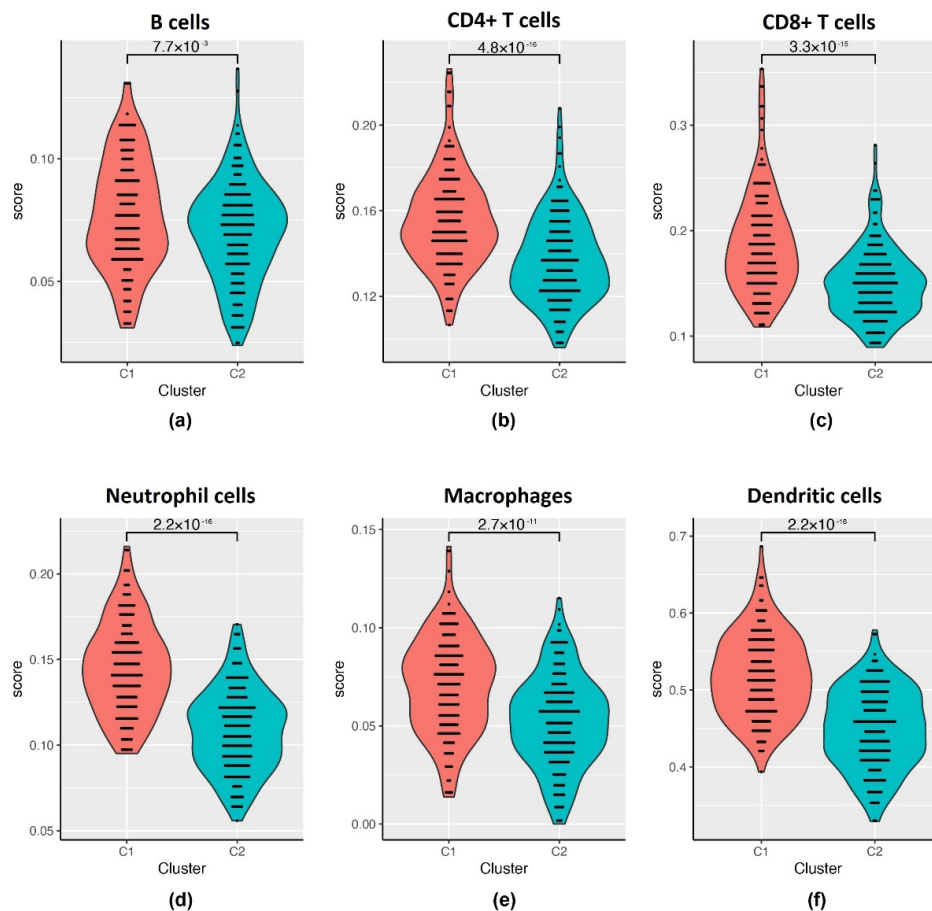 B cells
7.7×10⁻³
0.10
0.05
score
C1 C2
Cluster
(a)
CD4+ T cells
4.8×10⁻¹⁶
0.20
0.16
0.12
score
C1 C2
Cluster
(b)
CD8+ T cells
3.3×10⁻¹⁵
0.3
0.2
0.1
score
C1 C2
Cluster
(c)
Neutrophil cells
2.2×10⁻¹⁶
0.20
0.15
0.10
0.05
score
C1 C2
Cluster
(d)
Macrophages
2.7×10⁻¹¹
0.15
0.10
0.05
0.00
score
C1 C2
Cluster
(e)
Dendritic cells
2.2×10⁻¹⁶
0.7
0.6
0.5
0.4
score
C1 C2
Cluster
(f)